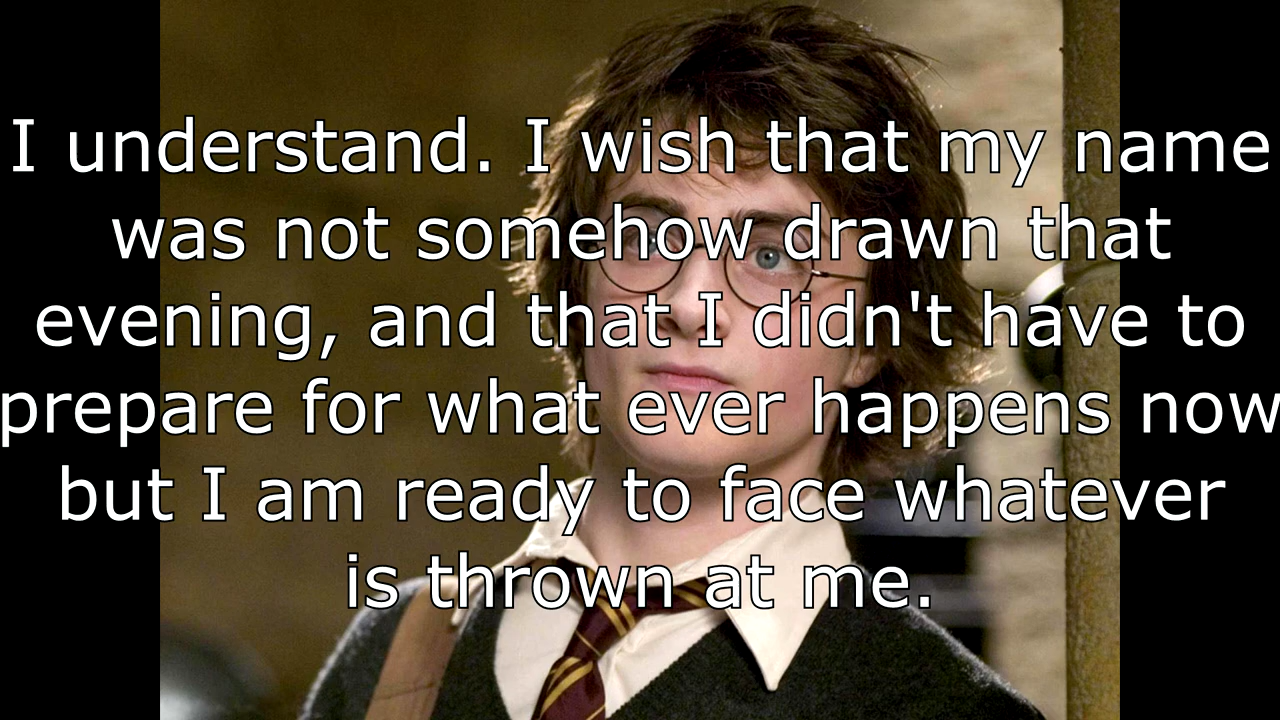 I understand. I wish that my name
was not somehow drawn that
evening, and that I didn't have to
prepare for what ever happens now
but I am ready to face whatever
is thrown at me.